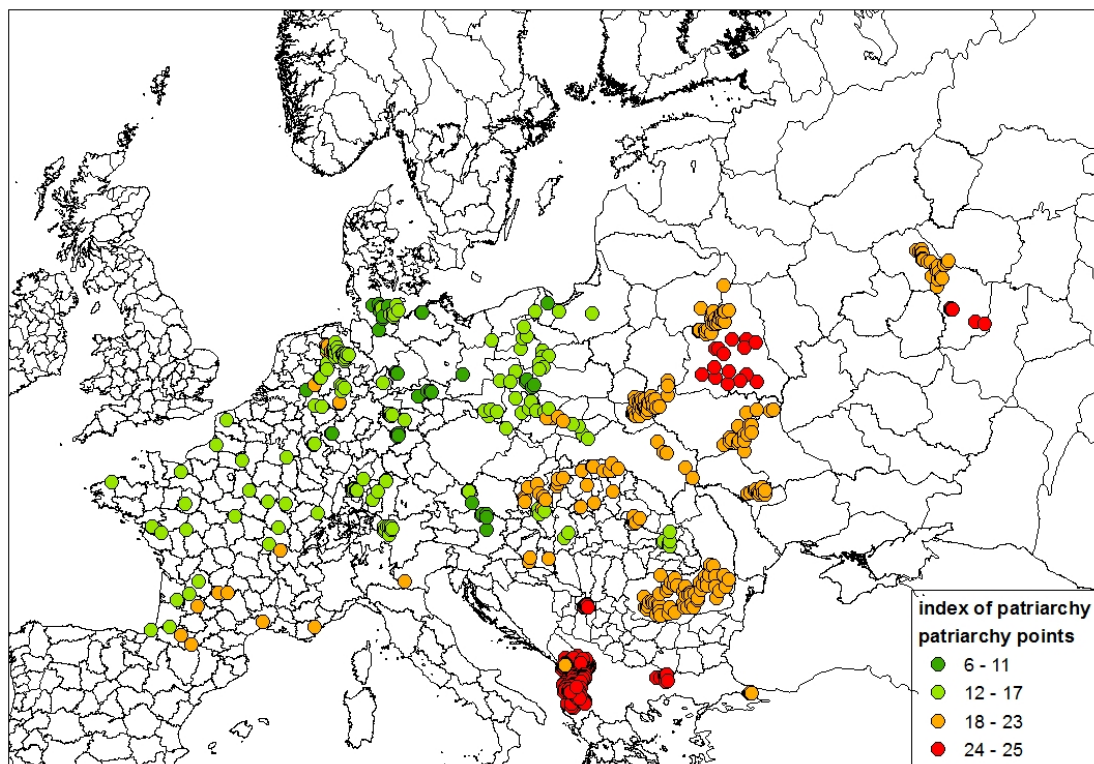 index of patriarchy
patriarchy points
6 - 11
12 - 17
18 - 23
24 - 25